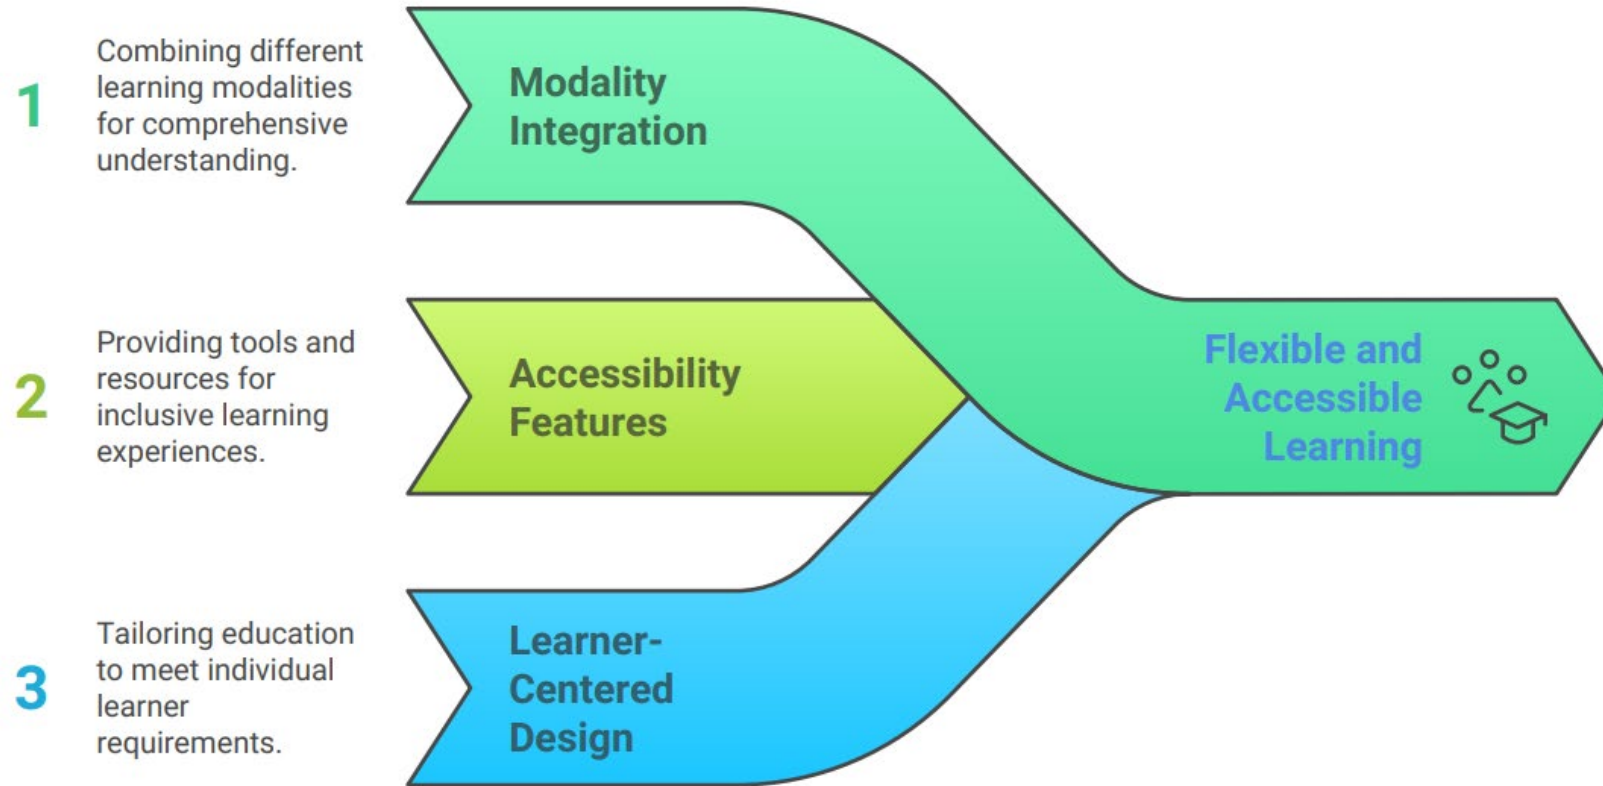 1
Combining different
learning modalities
for comprehensive
understanding.
Modality
Integration
2
Providing tools and
resources for
inclusive learning
experiences.
Accessibility
Features
3
Tailoring education
to meet individual
learner
requirements.
Learner-
Centered
Design
Flexible and
Accessible
Learning